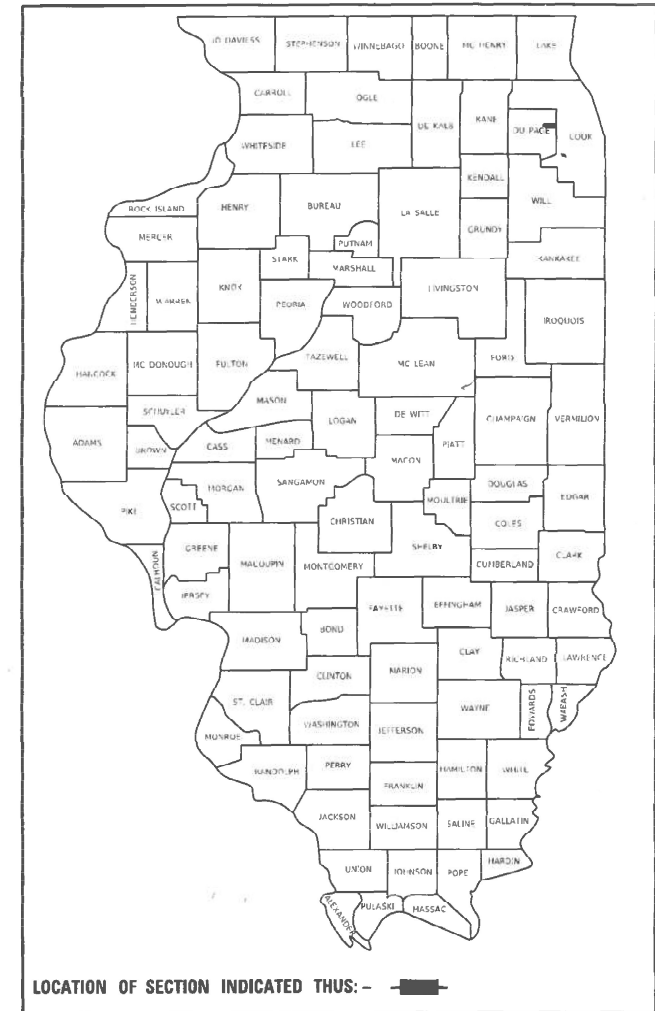 JO DAVIESS STEPHENSON WINNEBAGO BOONE MC HENRY LAKE
CARROLL OGLE DE KALB KANE DU PAGE COOK
WHITESIDE LEE
KENDALL
ROCK ISLAND HENRY BUREAU LA SALLE GRUNDY WILL
MERCER PUTNAM
STARK MARSHALL KANKAKEE
HENDERSON WARREN KNOX PEORIA WOODFORD LIVINGSTON IROQUOIS
HANCOCK MC DONOUGH FULTON TAZEWELL MC LEAN FORD
SCHUYLER MASON LOGAN DE WITT CHAMPAIGN VERMILION
ADAMS BROWN CASS MENARD MACON PIATT
PIKE SCOTT MORGAN SANGAMON CHRISTIAN MOULTRIE DOUGLAS EDGAR
COLES
CALHOUN GREENE MACOUPIN MONTGOMERY SHELBY CUMBERLAND CLARK
JERSEY FAYETTE EFFINGHAM JASPER CRAWFORD
MADISON BOND
CLINTON MARION CLAY RICHLAND LAWRENCE
ST. CLAIR WASHINGTON JEFFERSON WAYNE EDWARDS WABASH
MONROE
RANDOLPH PERRY FRANKLIN HAMILTON WHITE
JACKSON WILLIAMSON SALINE GALLATIN
UNION JOHNSON POPE HARDIN
ALEXANDER PULASKI MASSAC
LOCATION OF SECTION INDICATED THUS: -